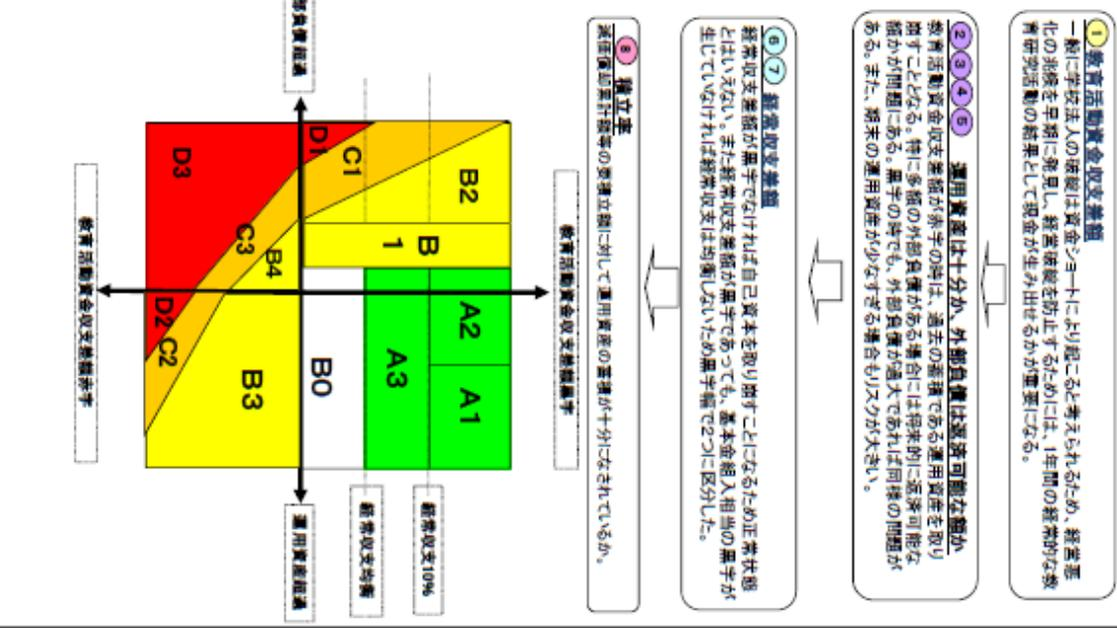 ① 教育活動資金収支差額
一般に学校法人の破綻は資金ショートにより起こると考えられるため、経営悪
化の兆候を早期に発見し、経営破綻を防止するためには、1年間の経常的な教
育研究活動の結果として現金が生み出せるかが重要になる。
②③④⑤ 運用資産は十分か、外部負債は返済可能な額か
教育活動資金収支差額が赤字の時は、過去の蓄積である運用資産を取り
崩すこととなる。特に多額の外部負債がある場合には将来的に返済可能な
額かが問題にある。黒字の時でも、外部負債が過大であれば同様の問題が
ある。また、期末の運用資産が少なすぎる場合もリスクが大きい。
⑥⑦ 経常収支差額
経常収支差額が黒字でなければ自己資本を取り崩すことになるため正常状態
とはいえない。また経常収支差額が黒字であっても、基本金組入相当の黒字が
生じていなければ経常収支は均衡しないため黒字幅で2つに区分した。
⑧ 積立率
減価償却累計額等の要積立額に対して運用資産の蓄積が十分になされているか。
教育活動資金収支差額黒字
部負債超過
経常収支10%
経常収支均衡
運用資産超過
教育活動資金収支差額赤字
B2
B
1
A2
A1
D1
C1
A3
B0
D3
C3
B4
B3
D2
C2